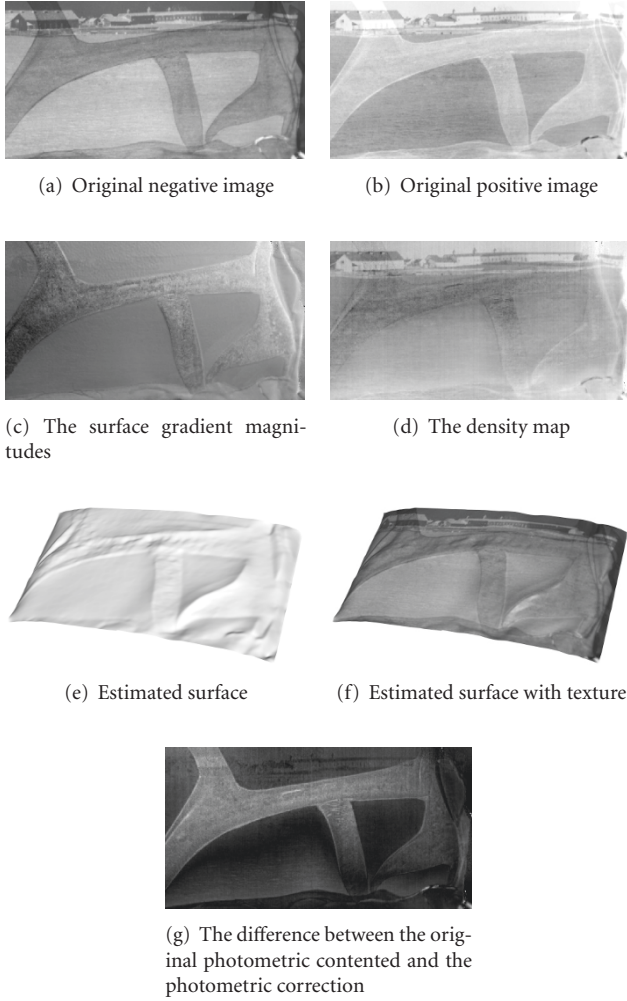 (a) Original negative image
(b) Original positive image
(c) The surface gradient magni-
tudes
(d) The density map
(e) Estimated surface
(f) Estimated surface with texture
(g) The difference between the orig-
inal photometric contented and the
photometric correction